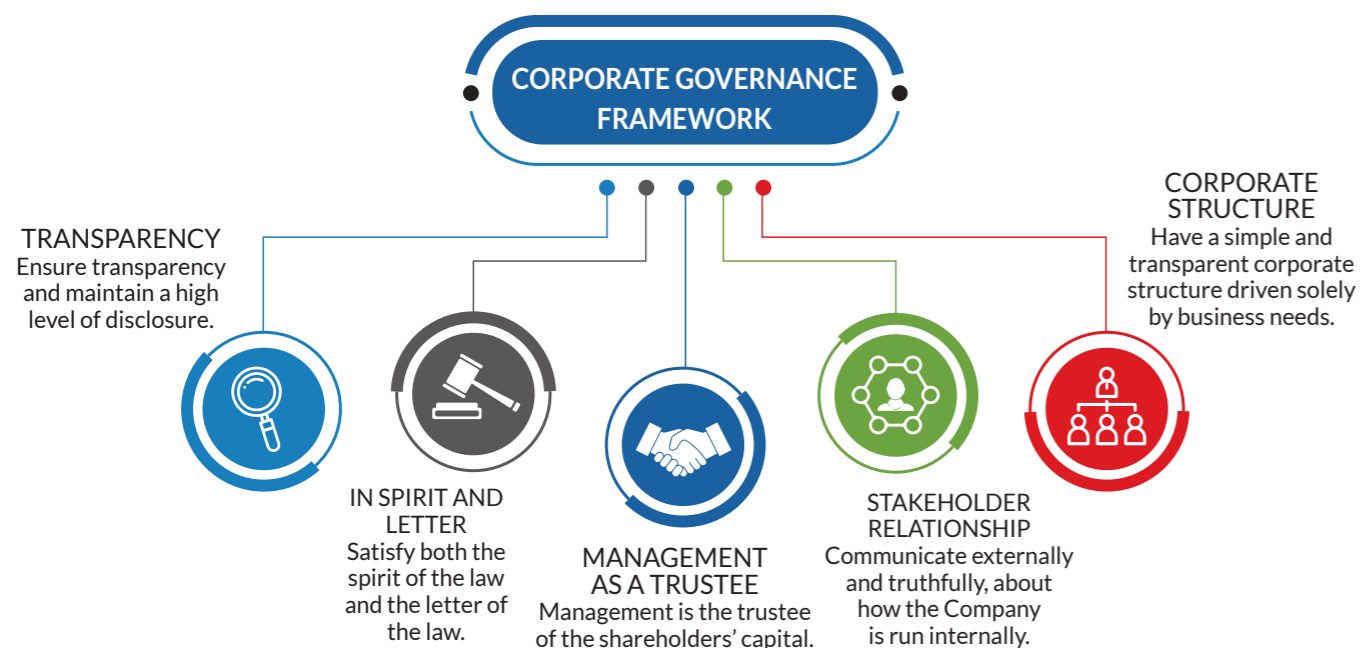 CORPORATE GOVERNANCE
FRAMEWORK
TRANSPARENCY
Ensure transparency
and maintain a high
level of disclosure.
IN SPIRIT AND
LETTER
Satisfy both the
spirit of the law
and the letter of
the law.
MANAGEMENT
AS A TRUSTEE
Management is the trustee
of the shareholders’ capital.
STAKEHOLDER
RELATIONSHIP
Communicate externally
and truthfully, about
how the Company
is run internally.
CORPORATE
STRUCTURE
Have a simple and
transparent corporate
structure driven solely
by business needs.